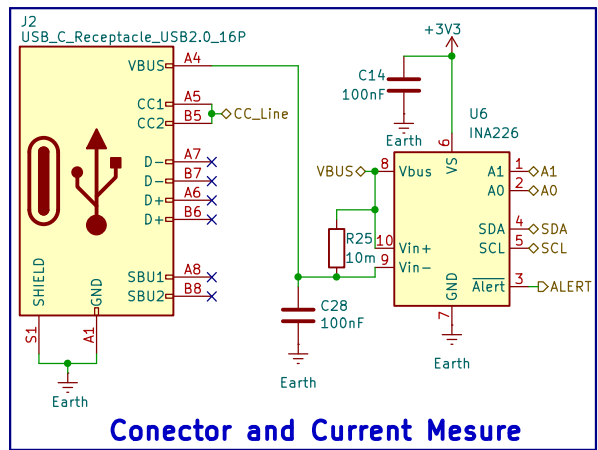 J2
USB_C_Receptacle_USB2.0_16P
VBUS A4
CC1 A5
CC2 B5
CC_Line
D- A7
D- B7
D+ A6
D+ B6
SBU1 A8
SBU2 B8
SHIELD
GND
S1
A1
Earth
+3V3
C14
100nF
Earth
U6
INA226
6
VS
VBUS 8 Vbus
A1 1 A1
A0 2 A0
SDA 4 SDA
SCL 5 SCL
10 Vin+
9 Vin-
R25
10m
Alert 3 ALERT
GND
7
Earth
C28
100nF
Earth
Conector and Current Mesure